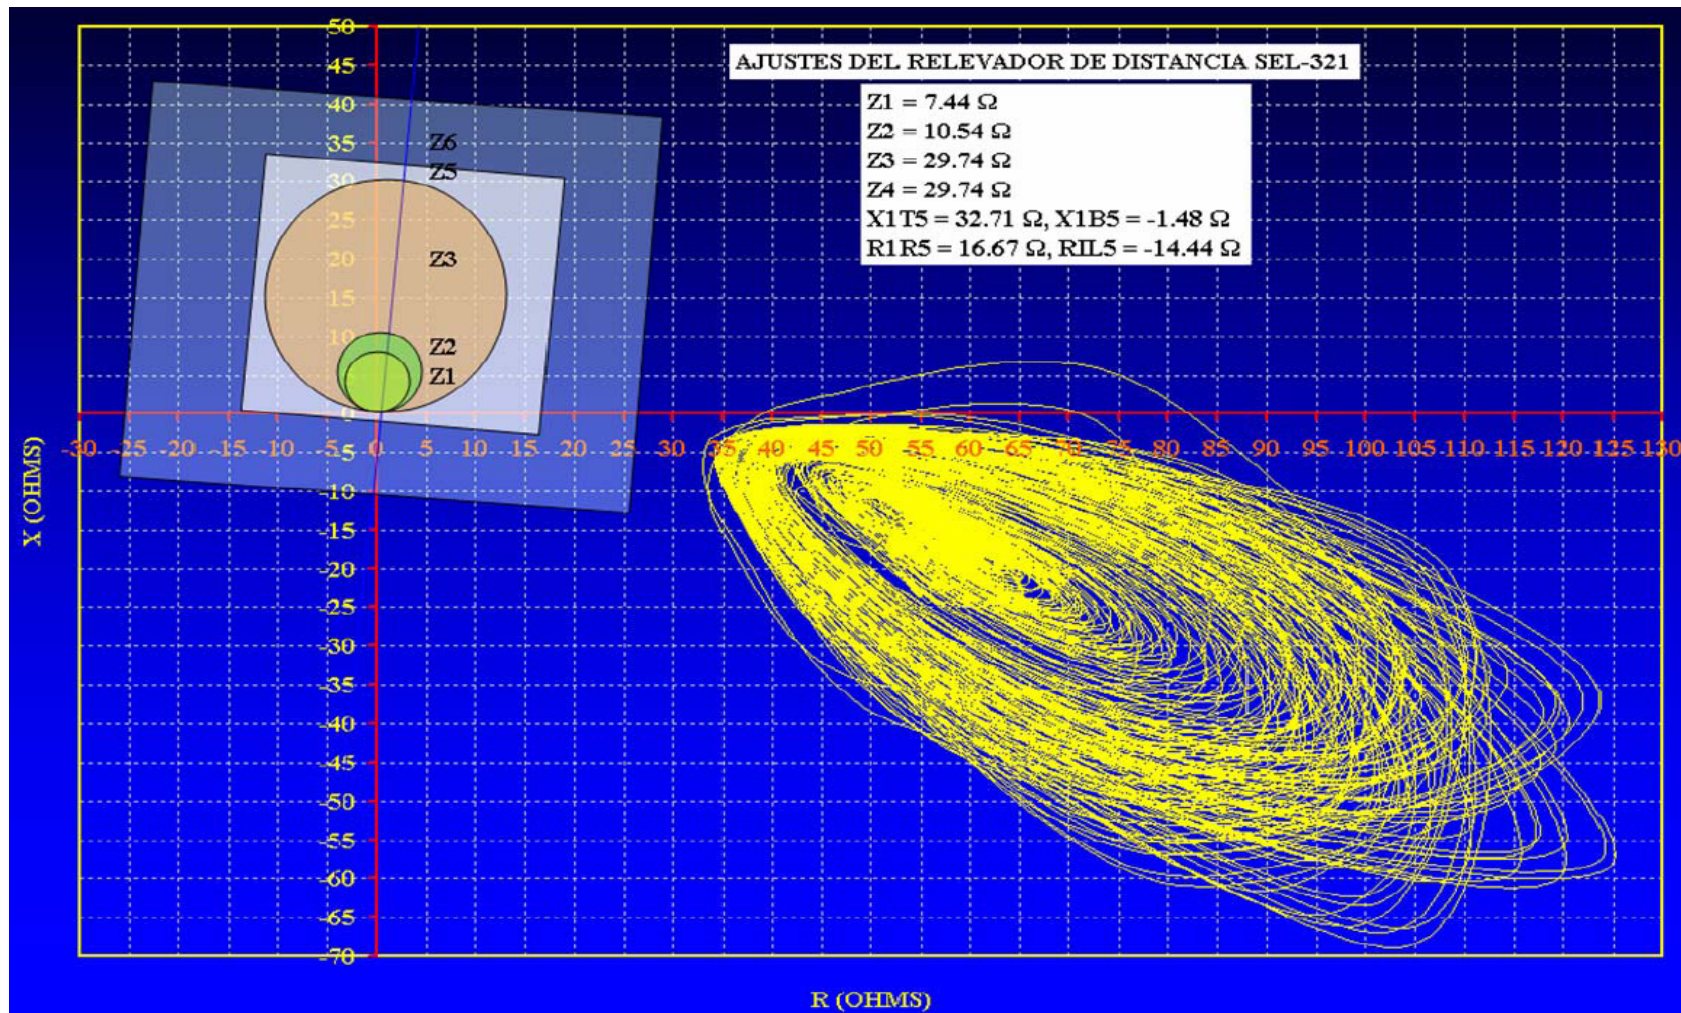 50
AJUSTES DEL RELEVADOR DE DISTANCIA SEL-321
45
Z1 = 7.44 Ω
40
Z2 = 10.54 Ω
Z6
35
Z3 = 29.74 Ω
Z5
30
Z4 = 29.74 Ω
25
X1T5 = 32.71 Ω, X1B5 = -1.48 Ω
R1R5 = 16.67 Ω, RIL5 = -14.44 Ω
20
Z3
15
10
Z2
5
Z1
0
-30 -25 -20 -15 -10 -5 0 5 10 15 20 25 30 35 40 45 50 55 60 65 70 75 80 85 90 95 100 105 110 115 120 125 130
-5
-10
-15
-20
-25
-30
-35
-40
-45
-50
-55
-60
-65
-70
X (OHMS)
R (OHMS)